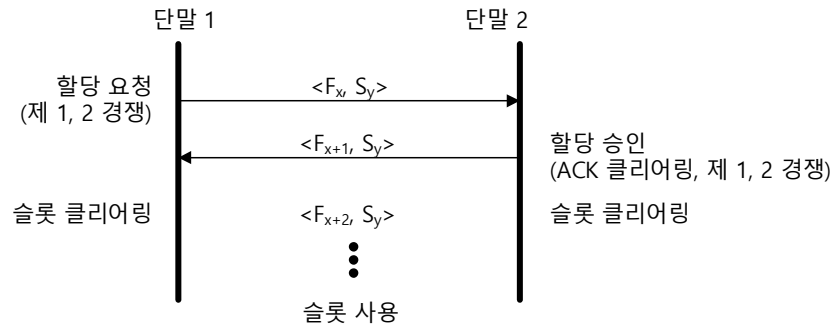 단말 1
단말 2
할당 요청
(제 1, 2 경쟁)
<Fx, Sy>
<Fx+1, Sy>
할당 승인
(ACK 클리어링, 제 1, 2 경쟁)
슬롯 클리어링
<Fx+2, Sy>
슬롯 클리어링
슬롯 사용